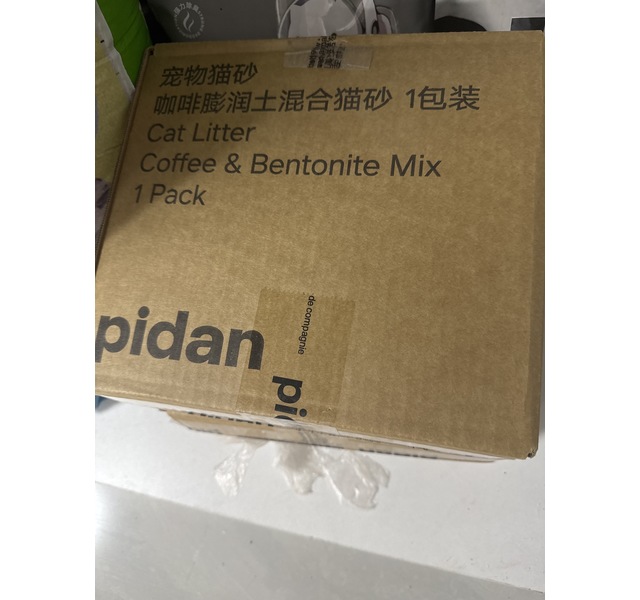 宠物猫砂
咖啡膨润土混合猫砂 1包装
Cat Litter
Coffee & Bentonite Mix
1 Pack
pidan
de compagnie
pi